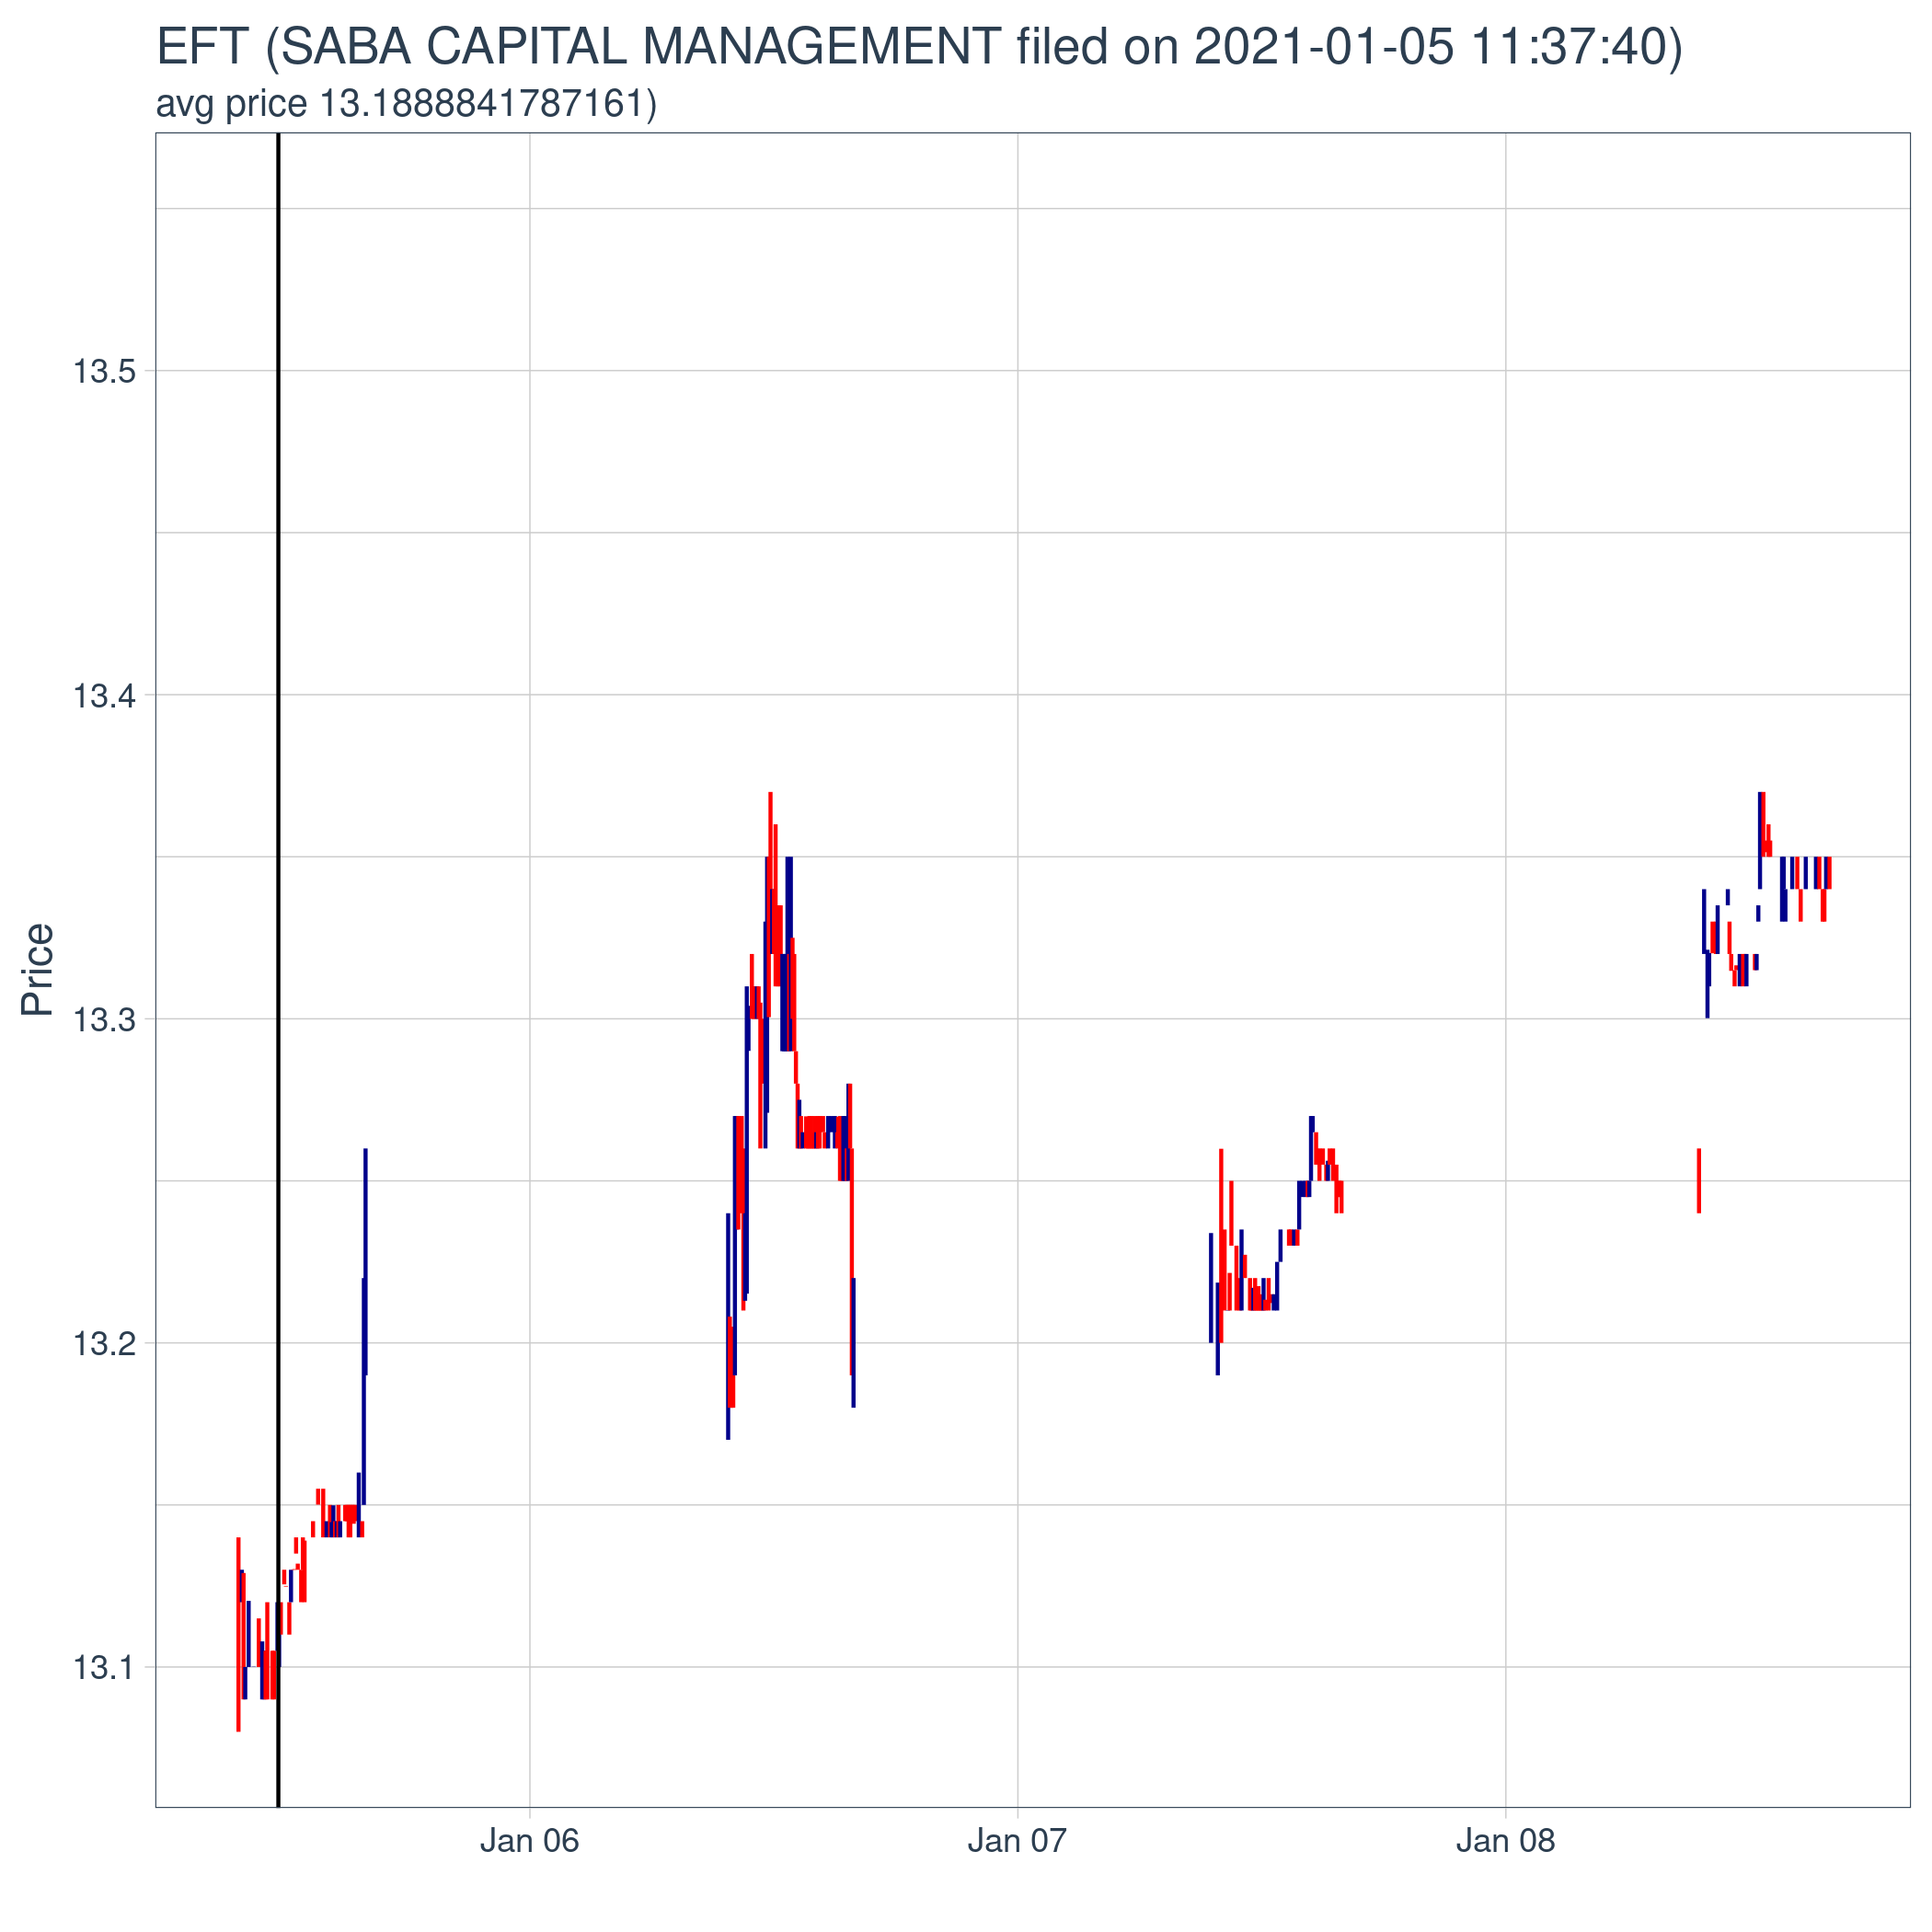 EFT (SABA CAPITAL MANAGEMENT filed on 2021-01-05 11:37:40)
avg price 13.1888841787161)
13.5
13.4
13.3
13.2
13.1
Price
Jan 06
Jan 07
Jan 08